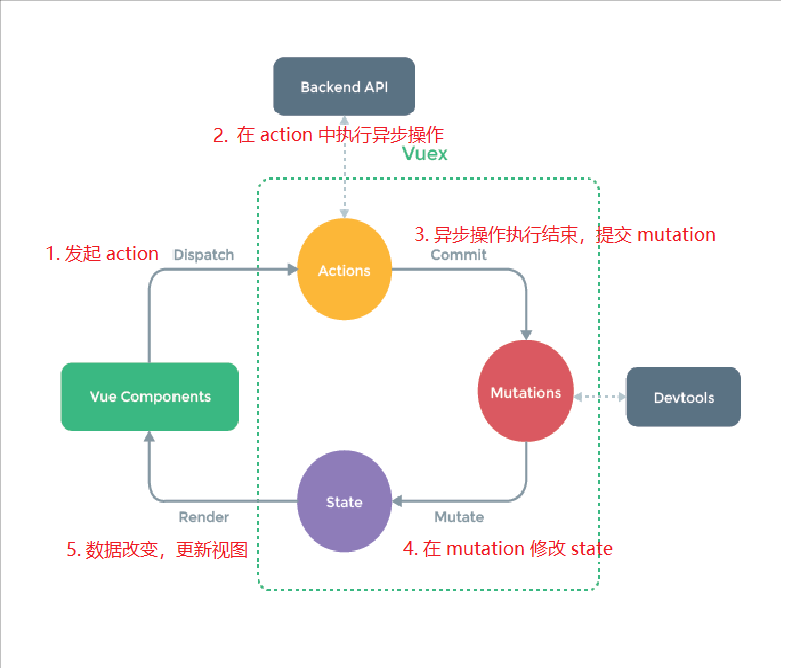 Backend API
2. 在 action 中执行异步操作
Vuex
3. 异步操作执行结束，提交 mutation
1. 发起 action
Dispatch
Commit
Actions
Vue Components
Mutations
Devtools
State
Render
Mutate
5. 数据改变，更新视图
4. 在 mutation 修改 state